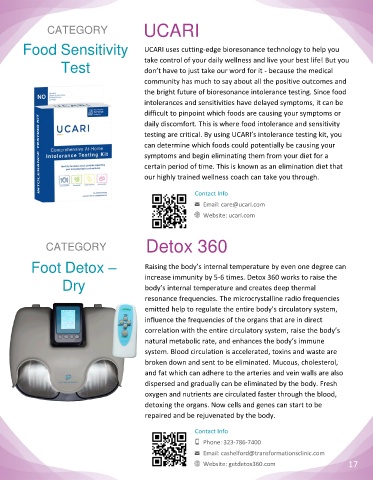 CATEGORY
Food Sensitivity
Test
UCARI
UCARI uses cutting-edge bioresonance technology to help you
take control of your daily wellness and live your best life! But you
don't have to just take our word for it - because the medical
community has much to say about all the positive outcomes and
the bright future of bioresonance intolerance testing. Since food
intolerances and sensitivities have delayed symptoms, it can be
difficult to pinpoint which foods are causing your symptoms or
daily discomfort. This is where food intolerance and sensitivity
testing are critical. By using UCARI's intolerance testing kit, you
can determine which foods could potentially be causing your
symptoms and begin eliminating them from your diet for a
certain period of time. This is known as an elimination diet that
our highly trained wellness coach can take you through.
Contact Info
Email: care@ucari.com
Website: ucari.com
NO
UCARI
Comprehensive At-Home
Intolerance Testing Kit
INTOLERANCE TESTING KIT
CATEGORY
Foot Detox –
Dry
Detox 360
Raising the body's internal temperature by even one degree can
increase immunity by 5-6 times. Detox 360 works to raise the
body's internal temperature and creates deep thermal
resonance frequencies. The microcrystalline radio frequencies
emitted help to regulate the entire body's circulatory system,
influence the frequencies of the organs that are in direct
correlation with the entire circulatory system, raise the body's
natural metabolic rate, and enhances the body's immune
system. Blood circulation is accelerated, toxins and waste are
broken down and sent to be eliminated. Mucous, cholesterol,
and fat which can adhere to the arteries and vein walls are also
dispersed and gradually can be eliminated by the body. Fresh
oxygen and nutrients are circulated faster through the blood,
detoxing the organs. Now cells and genes can start to be
repaired and be rejuvenated by the body.
Contact Info
Phone: 323-786-7400
Email: cashelford@transformationsclinic.com
Website: getdetox360.com
17